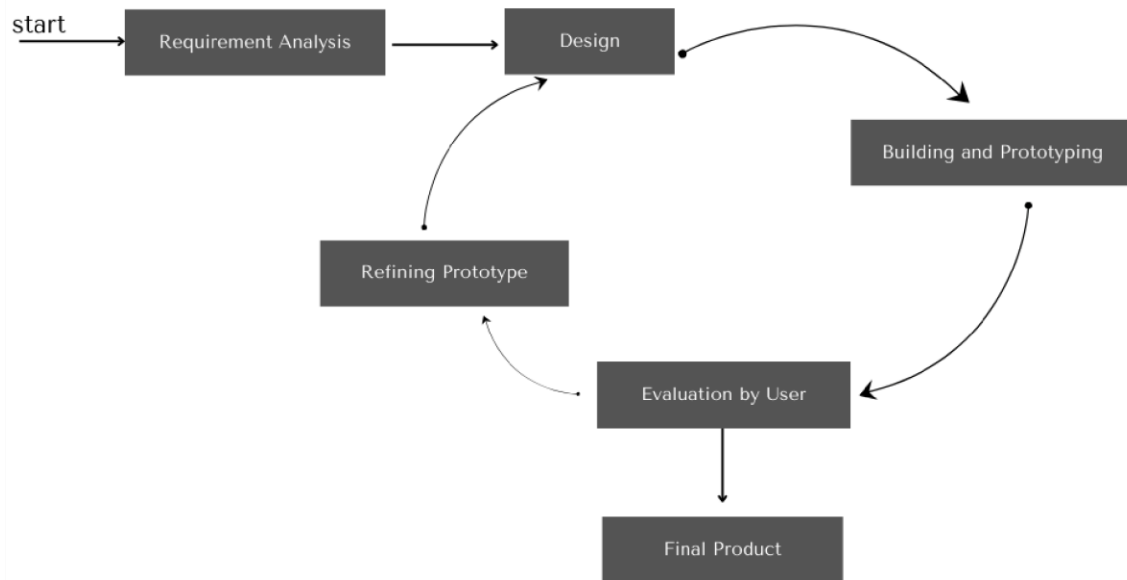 start
Requirement Analysis
Design
Building and Prototyping
Refining Prototype
Evaluation by User
Final Product